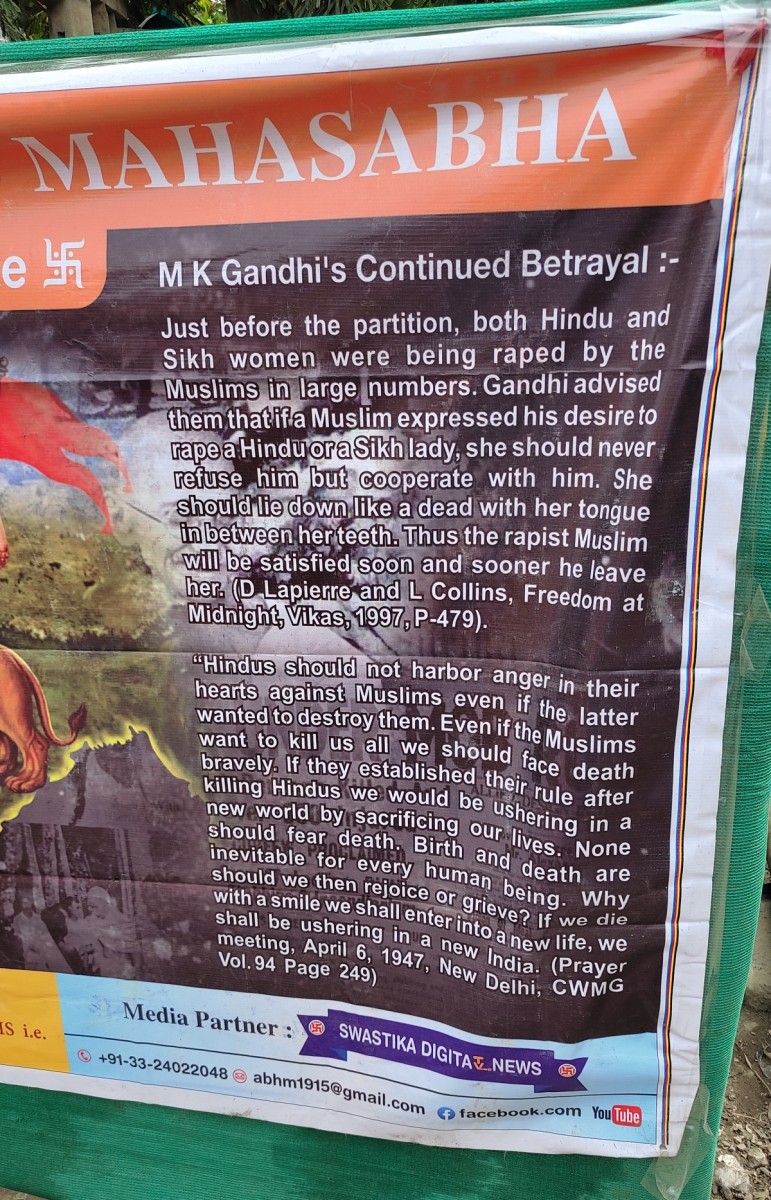 MAHASABHA
e 卐
M K Gandhi's Continued Betrayal :-
Just before the partition, both Hindu and
Sikh women were being raped by the
Muslims in large numbers. Gandhi advised
them that if a Muslim expressed his desire to
rape a Hindu or a Sikh lady, she should never
refuse him but cooperate with him. She
should lie down like a dead with her tongue
in between her teeth. Thus the rapist Muslim
will be satisfied soon and sooner he leave
her. (D Lapierre and L Collins, Freedom at
Midnight, Vikas, 1997, P-479).
“Hindus should not harbor anger in their
hearts against Muslims even if the latter
wanted to destroy them. Even if the Muslims
want to kill us all we should face death
bravely. If they established their rule after
killing Hindus we would be ushering in a
new world by sacrificing our lives. None
should fear death. Birth and death are
inevitable for every human being. Why
should we then rejoice or grieve? If we die
with a smile we shall enter into a new life, we
shall be ushering in a new India. (Prayer
meeting, April 6, 1947, New Delhi, CWMG
Vol. 94 Page 249)
MS i.e.
Media Partner :
SWASTIKA DIGITAL NEWS
+91-33-24022048 abhm1915@gmail.com facebook.com YouTube